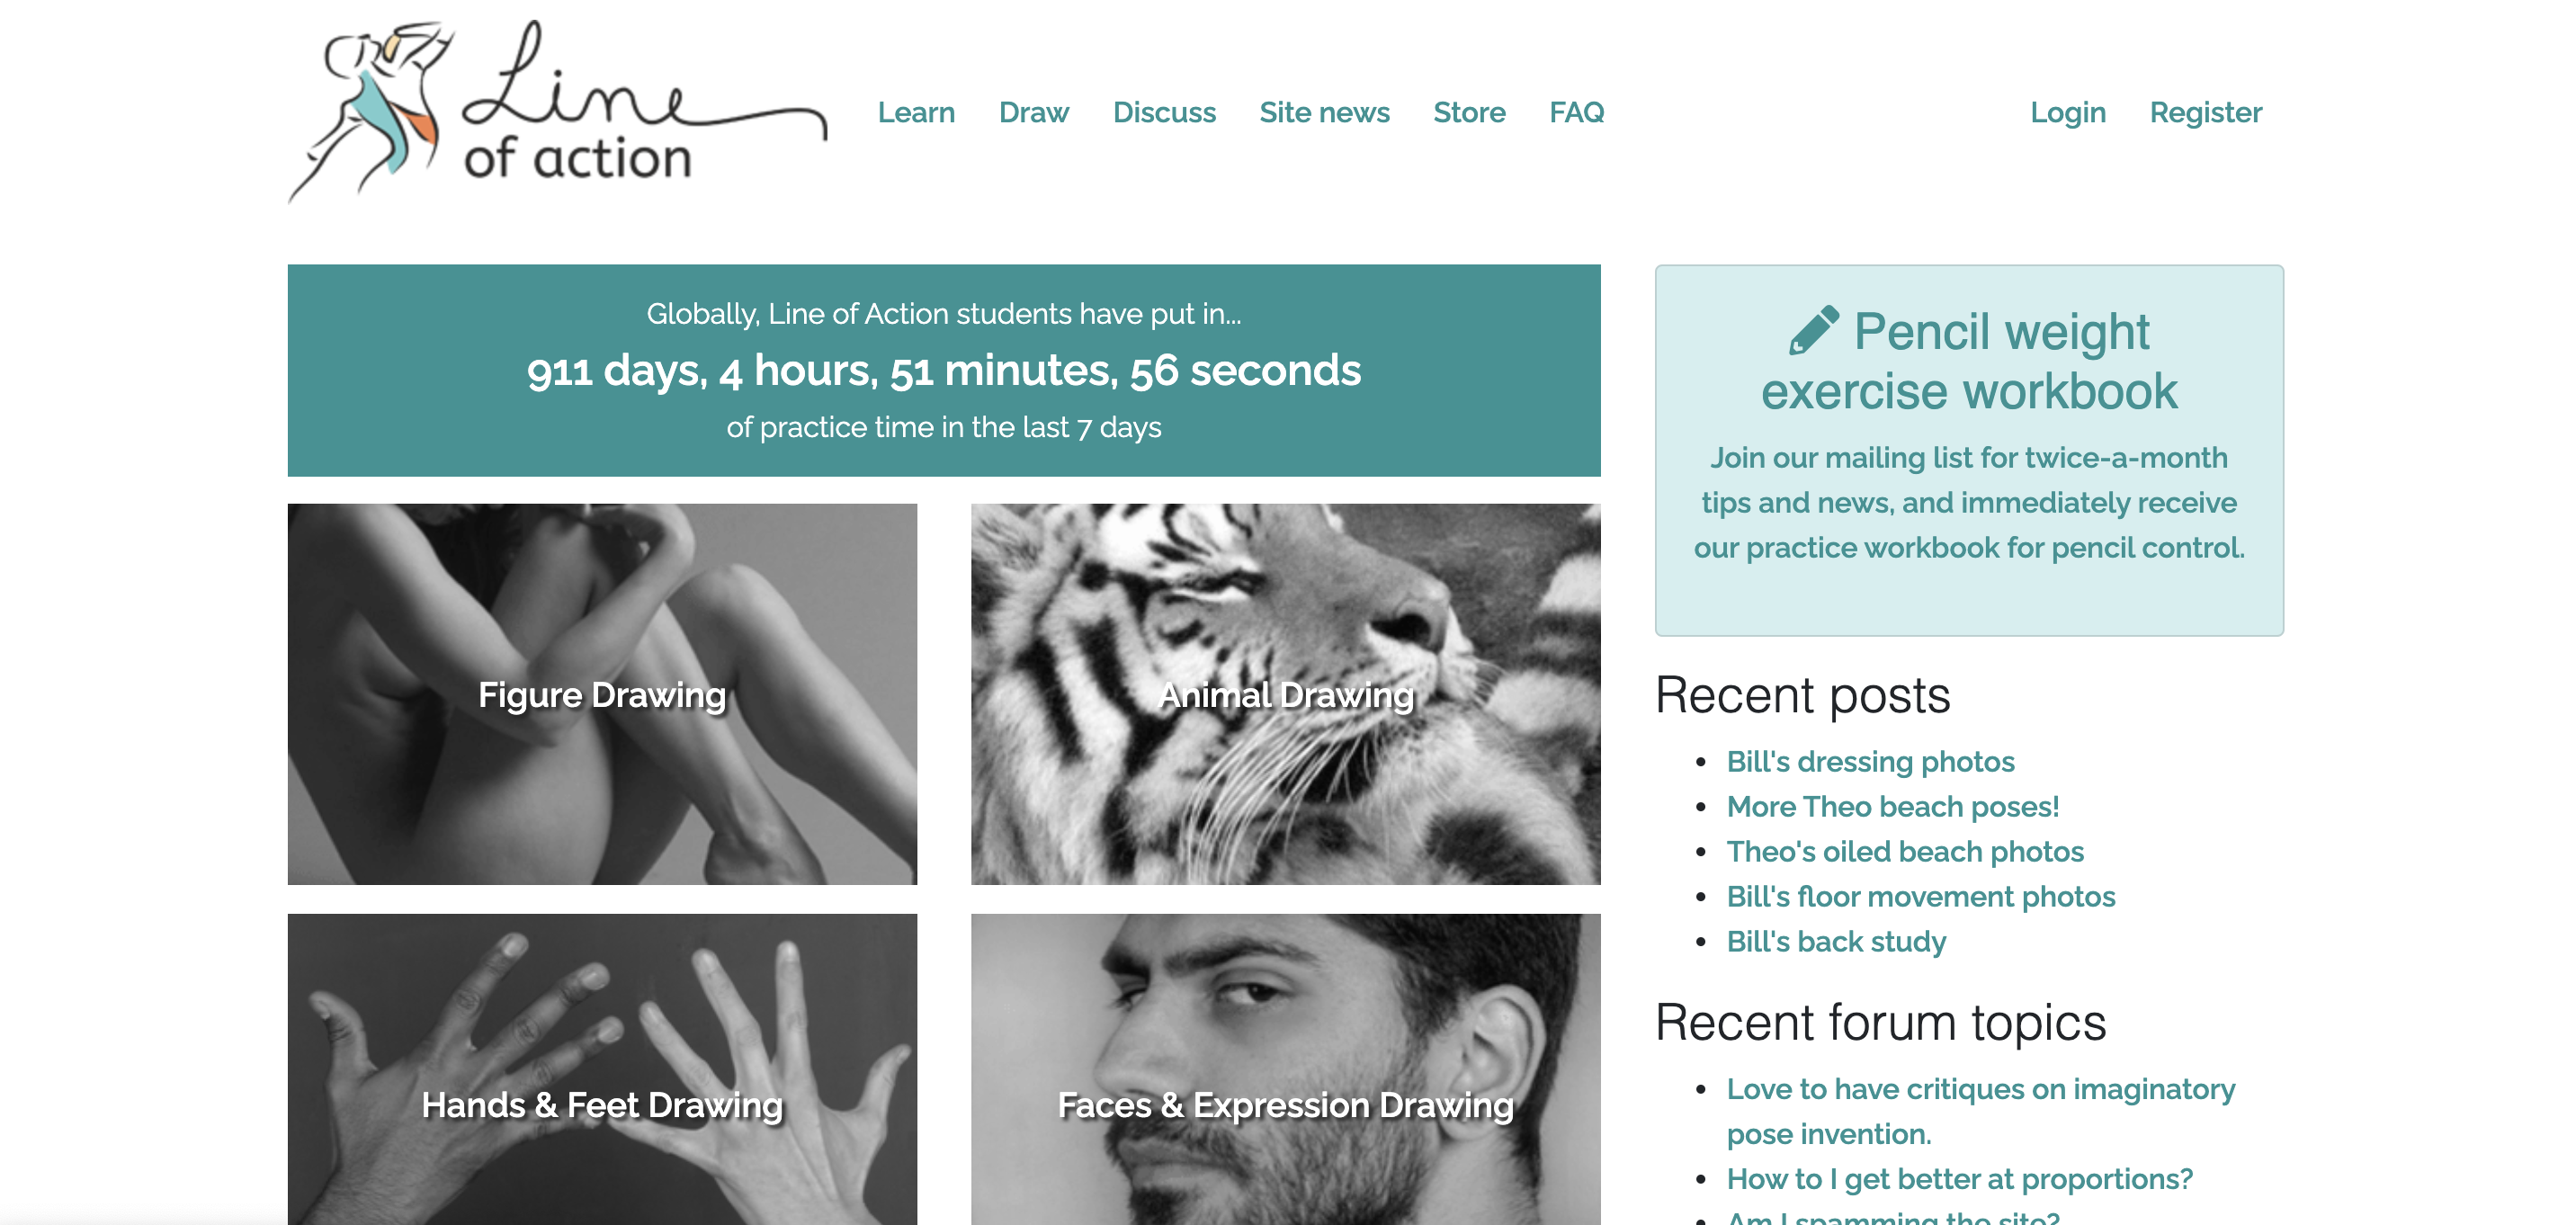 Line
of action
Learn
Draw
Discuss
Site news
Store
FAQ
Login
Register
Globally, Line of Action students have put in...
911 days, 4 hours, 51 minutes, 56 seconds
of practice time in the last 7 days
Figure Drawing
Animal Drawing
Hands & Feet Drawing
Faces & Expression Drawing
Pencil weight
exercise workbook
Join our mailing list for twice-a-month
tips and news, and immediately receive
our practice workbook for pencil control.
Recent posts
Bill's dressing photos
More Theo beach poses!
Theo's oiled beach photos
Bill's floor movement photos
Bill's back study
Recent forum topics
Love to have critiques on imaginatory
pose invention.
How to I get better at proportions?
Am I spamming the site?